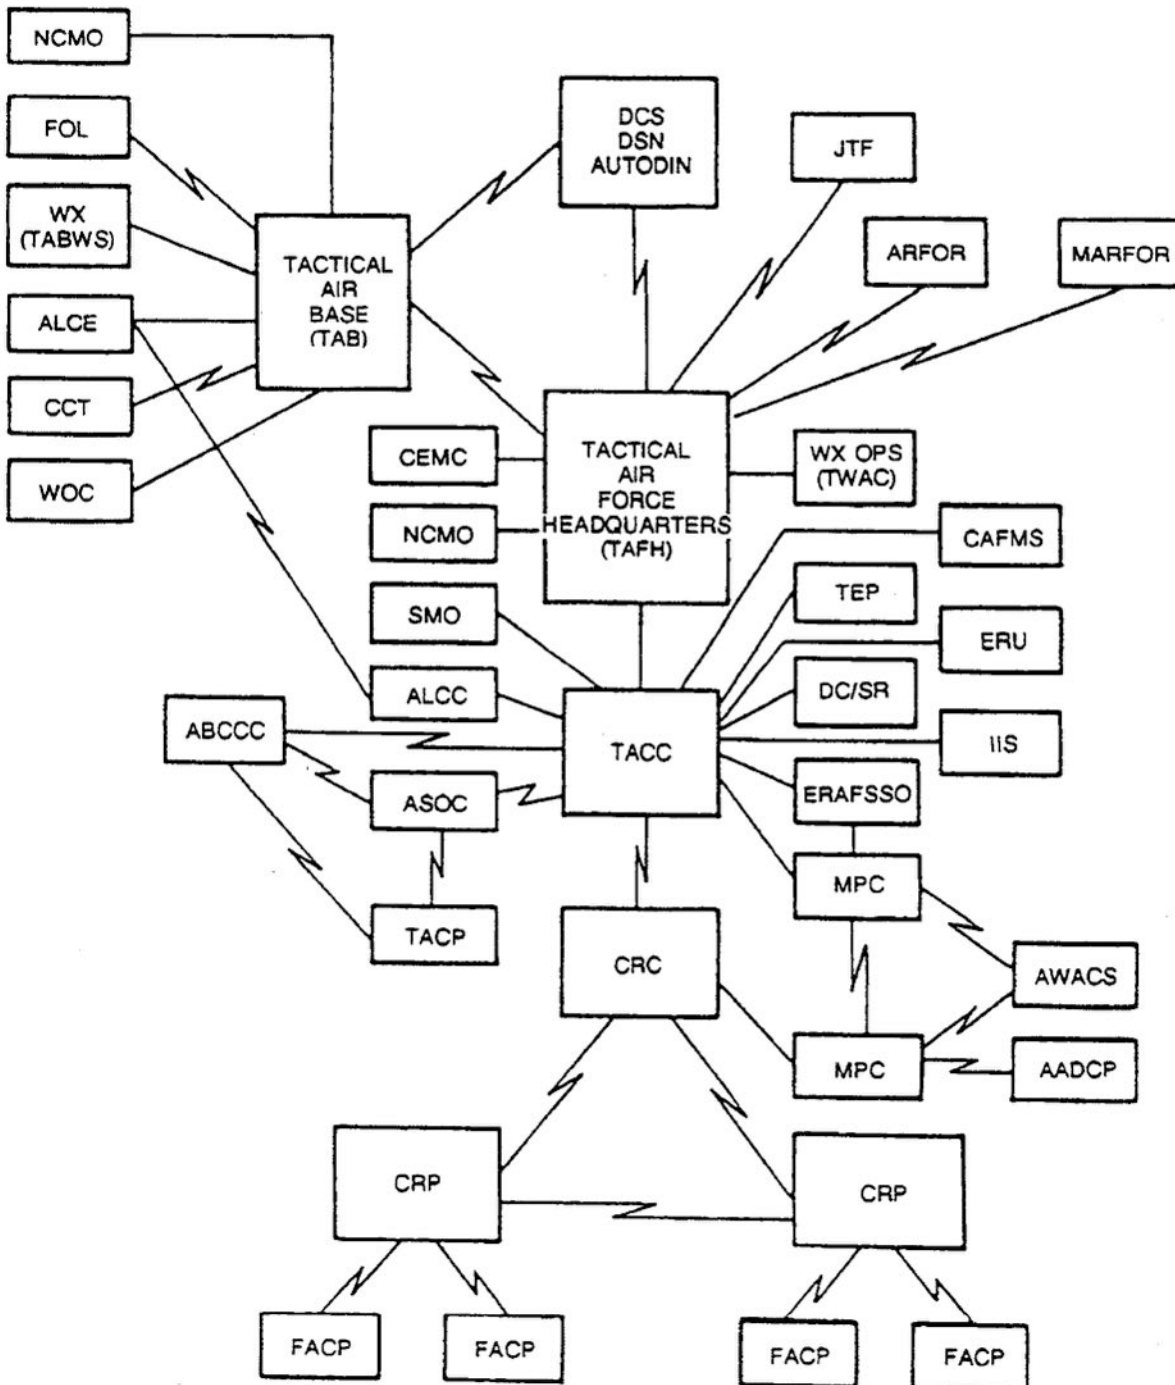 NCMO
FOL
WX
(TABWS)
ALCE
CCT
WOC
TACTICAL
AIR
BASE
(TAB)
DCS
DSN
AUTODIN
JTF
ARFOR
MARFOR
CEMC
NCMO
SMO
ALCC
TACTICAL
AIR
FORCE
HEADQUARTERS
(TAFH)
WX OPS
(TWAC)
CAFMS
TEP
ERU
DC/SR
IIS
ERAFSSO
ABCCC
ASOC
TACP
TACC
MPC
CRC
AWACS
MPC
AADCP
CRP
CRP
FACP
FACP
FACP
FACP